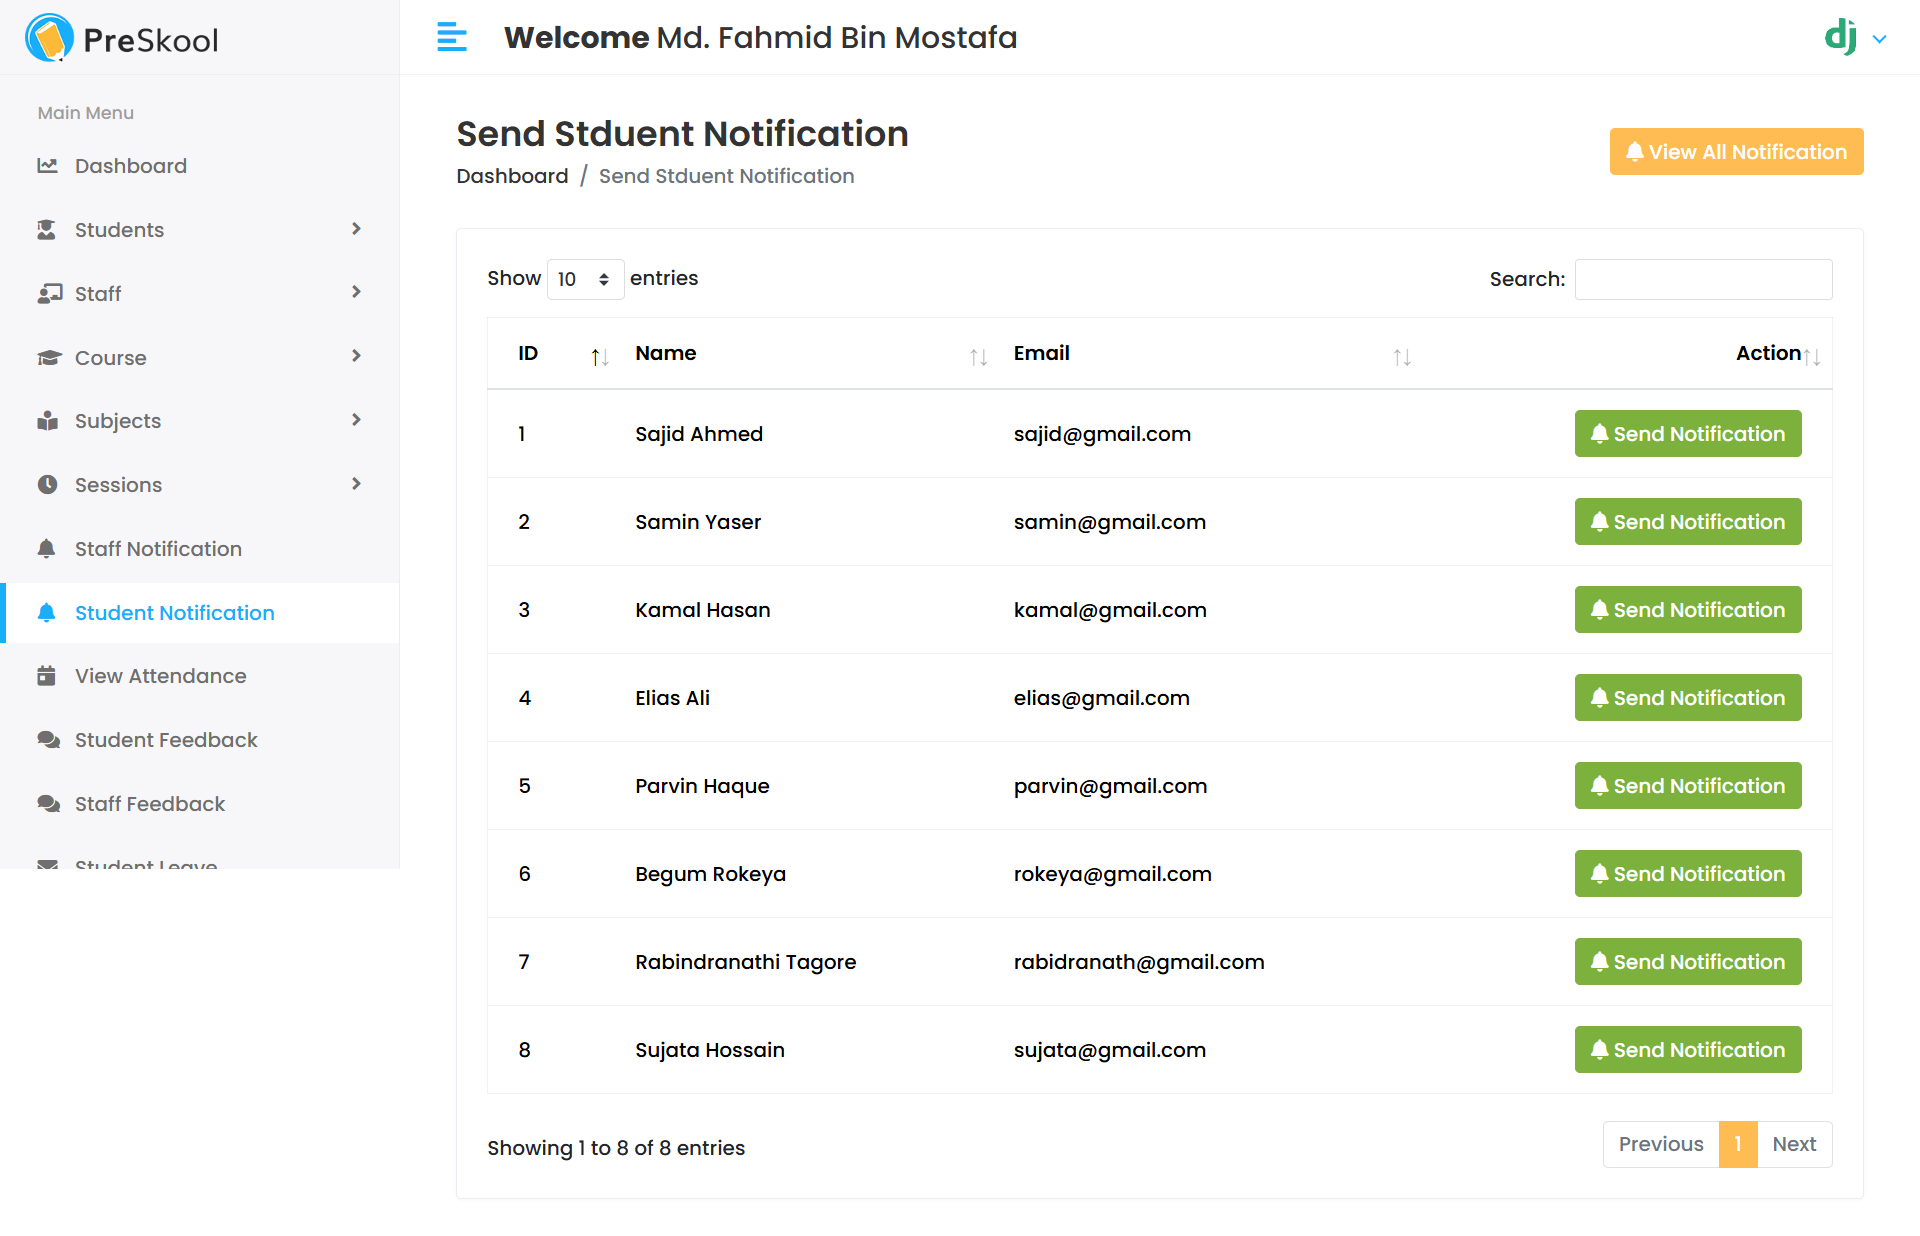 PreSkool
Welcome Md. Fahmid Bin Mostafa
dj
Main Menu
Dashboard
Students
Staff
Course
Subjects
Sessions
Staff Notification
Student Notification
View Attendance
Student Feedback
Staff Feedback
Student Leave
Send Stduent Notification
Dashboard / Send Stduent Notification
View All Notification
Show 10 entries
Search:
ID Name Email Action
1 Sajid Ahmed sajid@gmail.com Send Notification
2 Samin Yaser samin@gmail.com Send Notification
3 Kamal Hasan kamal@gmail.com Send Notification
4 Elias Ali elias@gmail.com Send Notification
5 Parvin Haque parvin@gmail.com Send Notification
6 Begum Rokeya rokeya@gmail.com Send Notification
7 Rabindranathi Tagore rabidranath@gmail.com Send Notification
8 Sujata Hossain sujata@gmail.com Send Notification
Showing 1 to 8 of 8 entries
Previous 1 Next